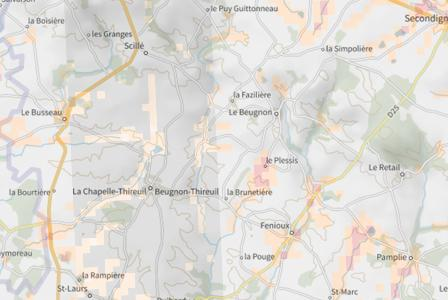 le Puy Guittonneau
la Boisière
Secondign
les Granges
Scillé
la Simpolière
la Fazilière
Le Busseau
Le Beugnon
D25
le Plessis
Le Retail
la Bourtière
La Chapelle-Thireuil
Beugnon-Thireuil
la Brunetière
Fenioux
ymoreau
la Pouge
Pamplie
la Rampière
St-Laurs
St-Marc